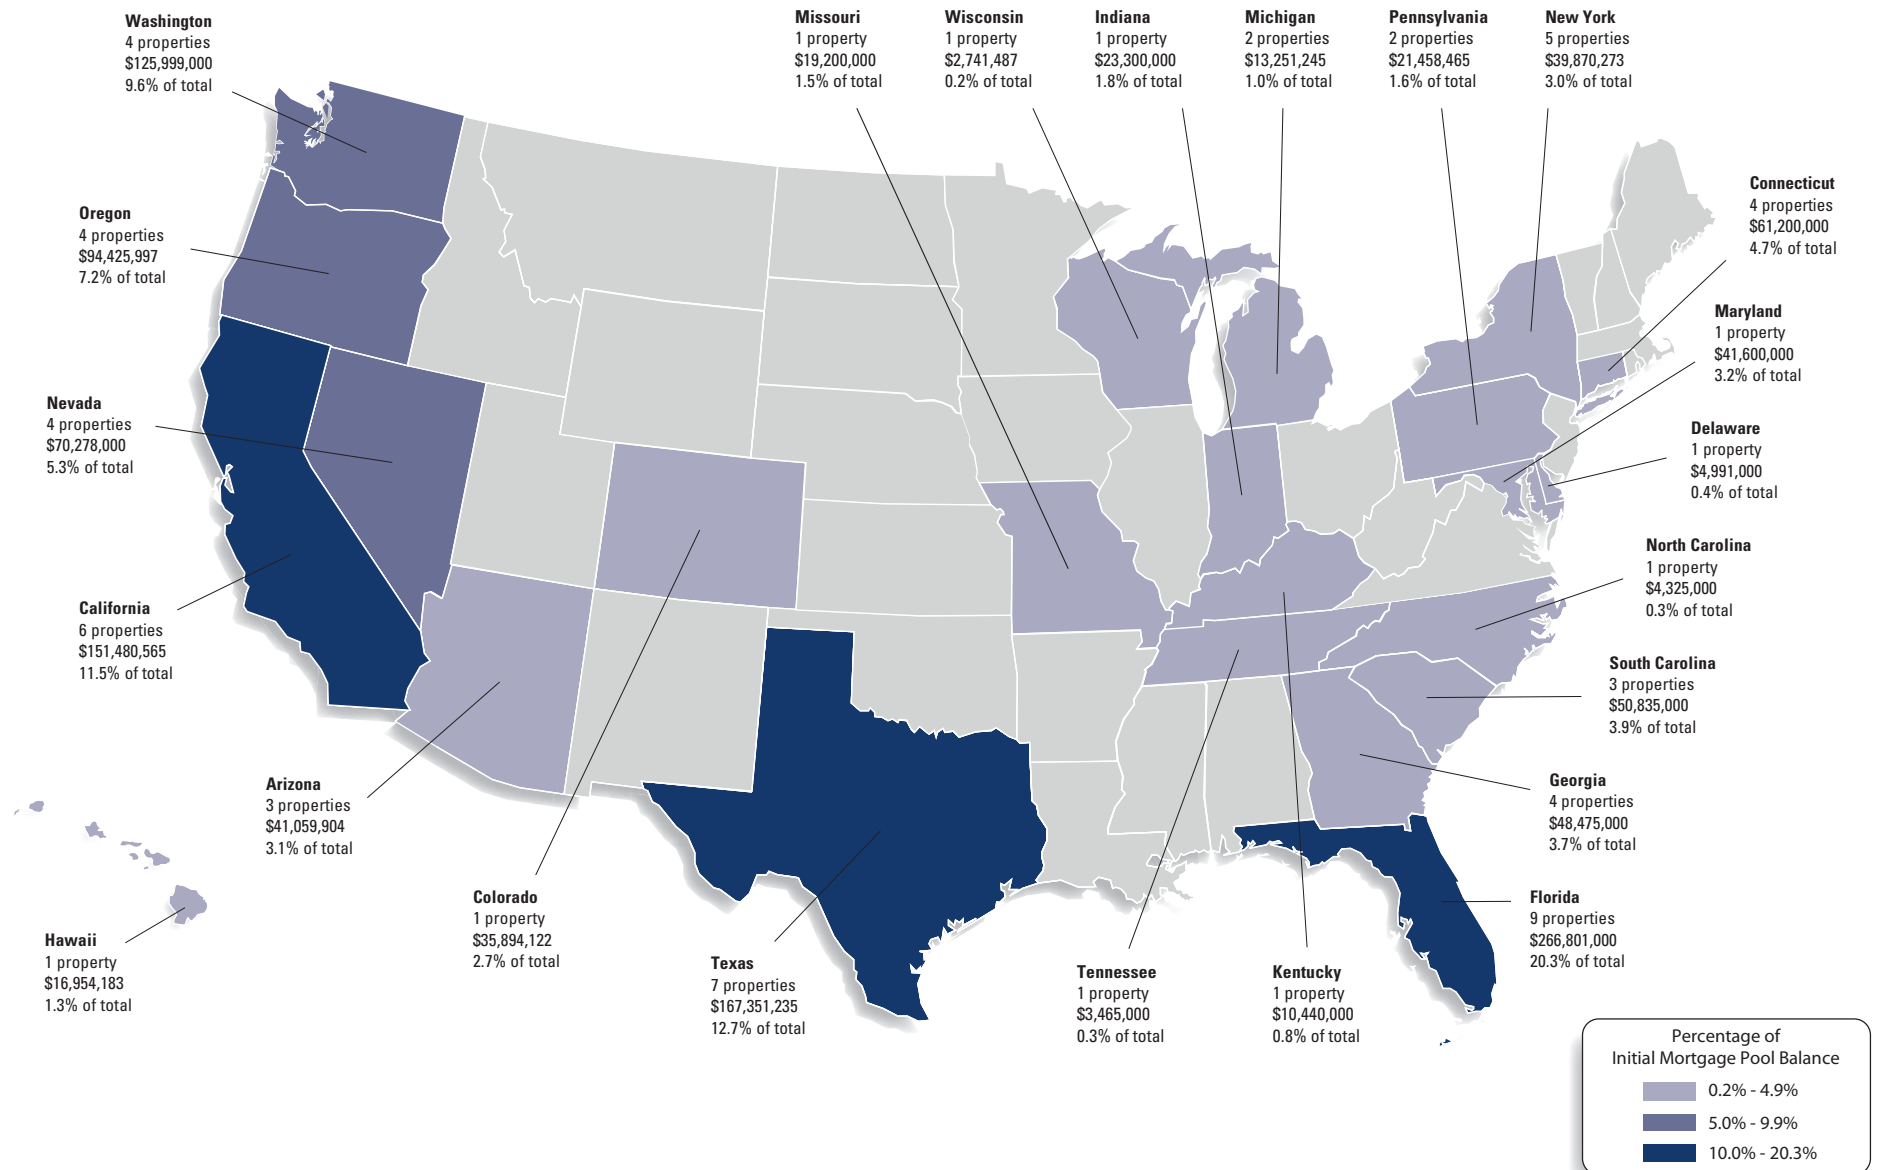 Washington
4 properties
$125,999,000
9.6% of total
Missouri
1 property
$19,200,000
1.5% of total
Wisconsin
1 property
$2,741,487
0.2% of total
Indiana
1 property
$23,300,000
1.8% of total
Michigan
2 properties
$13,251,245
1.0% of total
Pennsylvania
2 properties
$21,458,465
1.6% of total
New York
5 properties
$39,870,273
3.0% of total
Connecticut
4 properties
$61,200,000
4.7% of total
Oregon
4 properties
$94,425,997
7.2% of total
Maryland
1 property
$41,600,000
3.2% of total
Nevada
4 properties
$70,278,000
5.3% of total
Delaware
1 property
$4,991,000
0.4% of total
North Carolina
1 property
$4,325,000
0.3% of total
California
6 properties
$151,480,565
11.5% of total
South Carolina
3 properties
$50,835,000
3.9% of total
Arizona
3 properties
$41,059,904
3.1% of total
Georgia
4 properties
$48,475,000
3.7% of total
Colorado
1 property
$35,894,122
2.7% of total
Florida
9 properties
$266,801,000
20.3% of total
Hawaii
1 property
$16,954,183
1.3% of total
Texas
7 properties
$167,351,235
12.7% of total
Tennessee
1 property
$3,465,000
0.3% of total
Kentucky
1 property
$10,440,000
0.8% of total
Percentage of
Initial Mortgage Pool Balance
0.2% - 4.9%
5.0% - 9.9%
10.0% - 20.3%